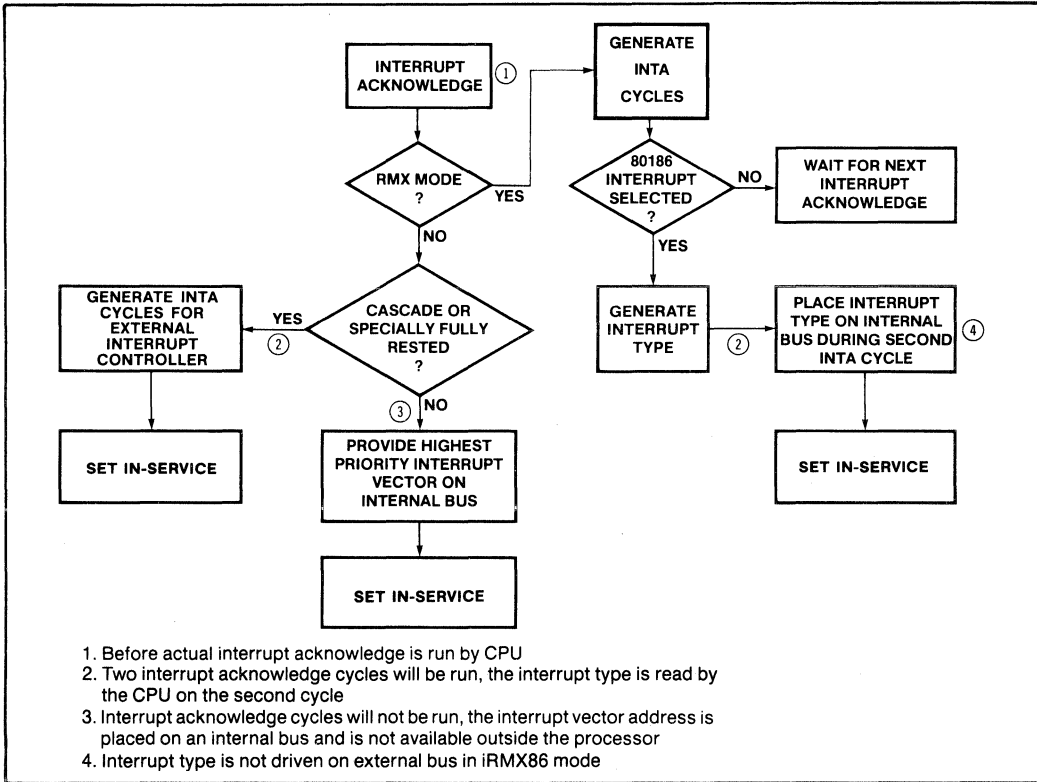 INTERRUPT
ACKNOWLEDGE
1
RMX MODE
?
YES
NO
GENERATE
INTA
CYCLES
80186
INTERRUPT
SELECTED
?
NO
WAIT FOR NEXT
INTERRUPT
ACKNOWLEDGE
YES
GENERATE
INTERRUPT
TYPE
2
PLACE INTERRUPT
TYPE ON INTERNAL
BUS DURING SECOND
INTA CYCLE
4
SET IN-SERVICE
CASCADE OR
SPECIALLY FULLY
RESTED
?
YES
2
GENERATE INTA
CYCLES FOR
EXTERNAL
INTERRUPT
CONTROLLER
SET IN-SERVICE
3
NO
PROVIDE HIGHEST
PRIORITY INTERRUPT
VECTOR ON
INTERNAL BUS
SET IN-SERVICE
1. Before actual interrupt acknowledge is run by CPU
2. Two interrupt acknowledge cycles will be run, the interrupt type is read by
the CPU on the second cycle
3. Interrupt acknowledge cycles will not be run, the interrupt vector address is
placed on an internal bus and is not available outside the processor
4. Interrupt type is not driven on external bus in iRMX86 mode